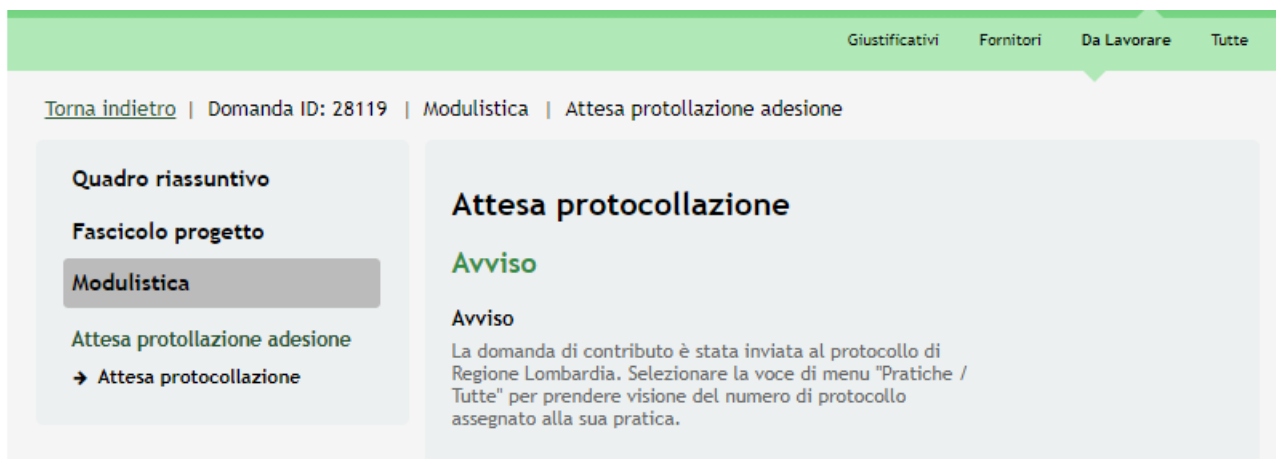 Giustificativi Fornitori Da Lavorare Tutte
Torna indietro | Domanda ID: 28119 | Modulistica | Attesa protollazione adesione
Quadro riassuntivo
Fascicolo progetto
Modulistica
Attesa protollazione adesione
→ Attesa protocollazione
Attesa protocollazione
Avviso
Avviso
La domanda di contributo è stata inviata al protocollo di
Regione Lombardia. Selezionare la voce di menu "Pratiche /
Tutte" per prendere visione del numero di protocollo
assegnato alla sua pratica.